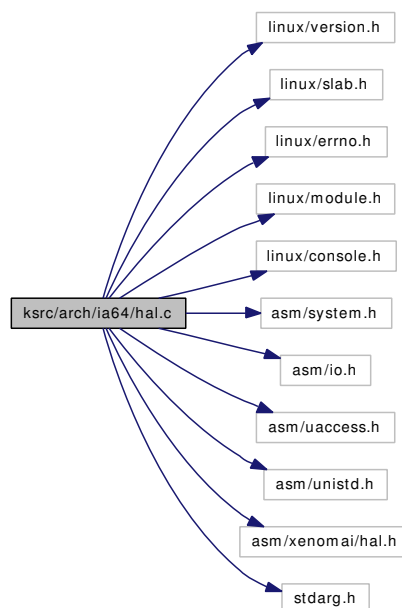 linux/version.h
linux/slab.h
linux/errno.h
linux/module.h
linux/console.h
ksrc/arch/ia64/hal.c
asm/system.h
asm/io.h
asm/uaccess.h
asm/unistd.h
asm/xenomai/hal.h
stdarg.h